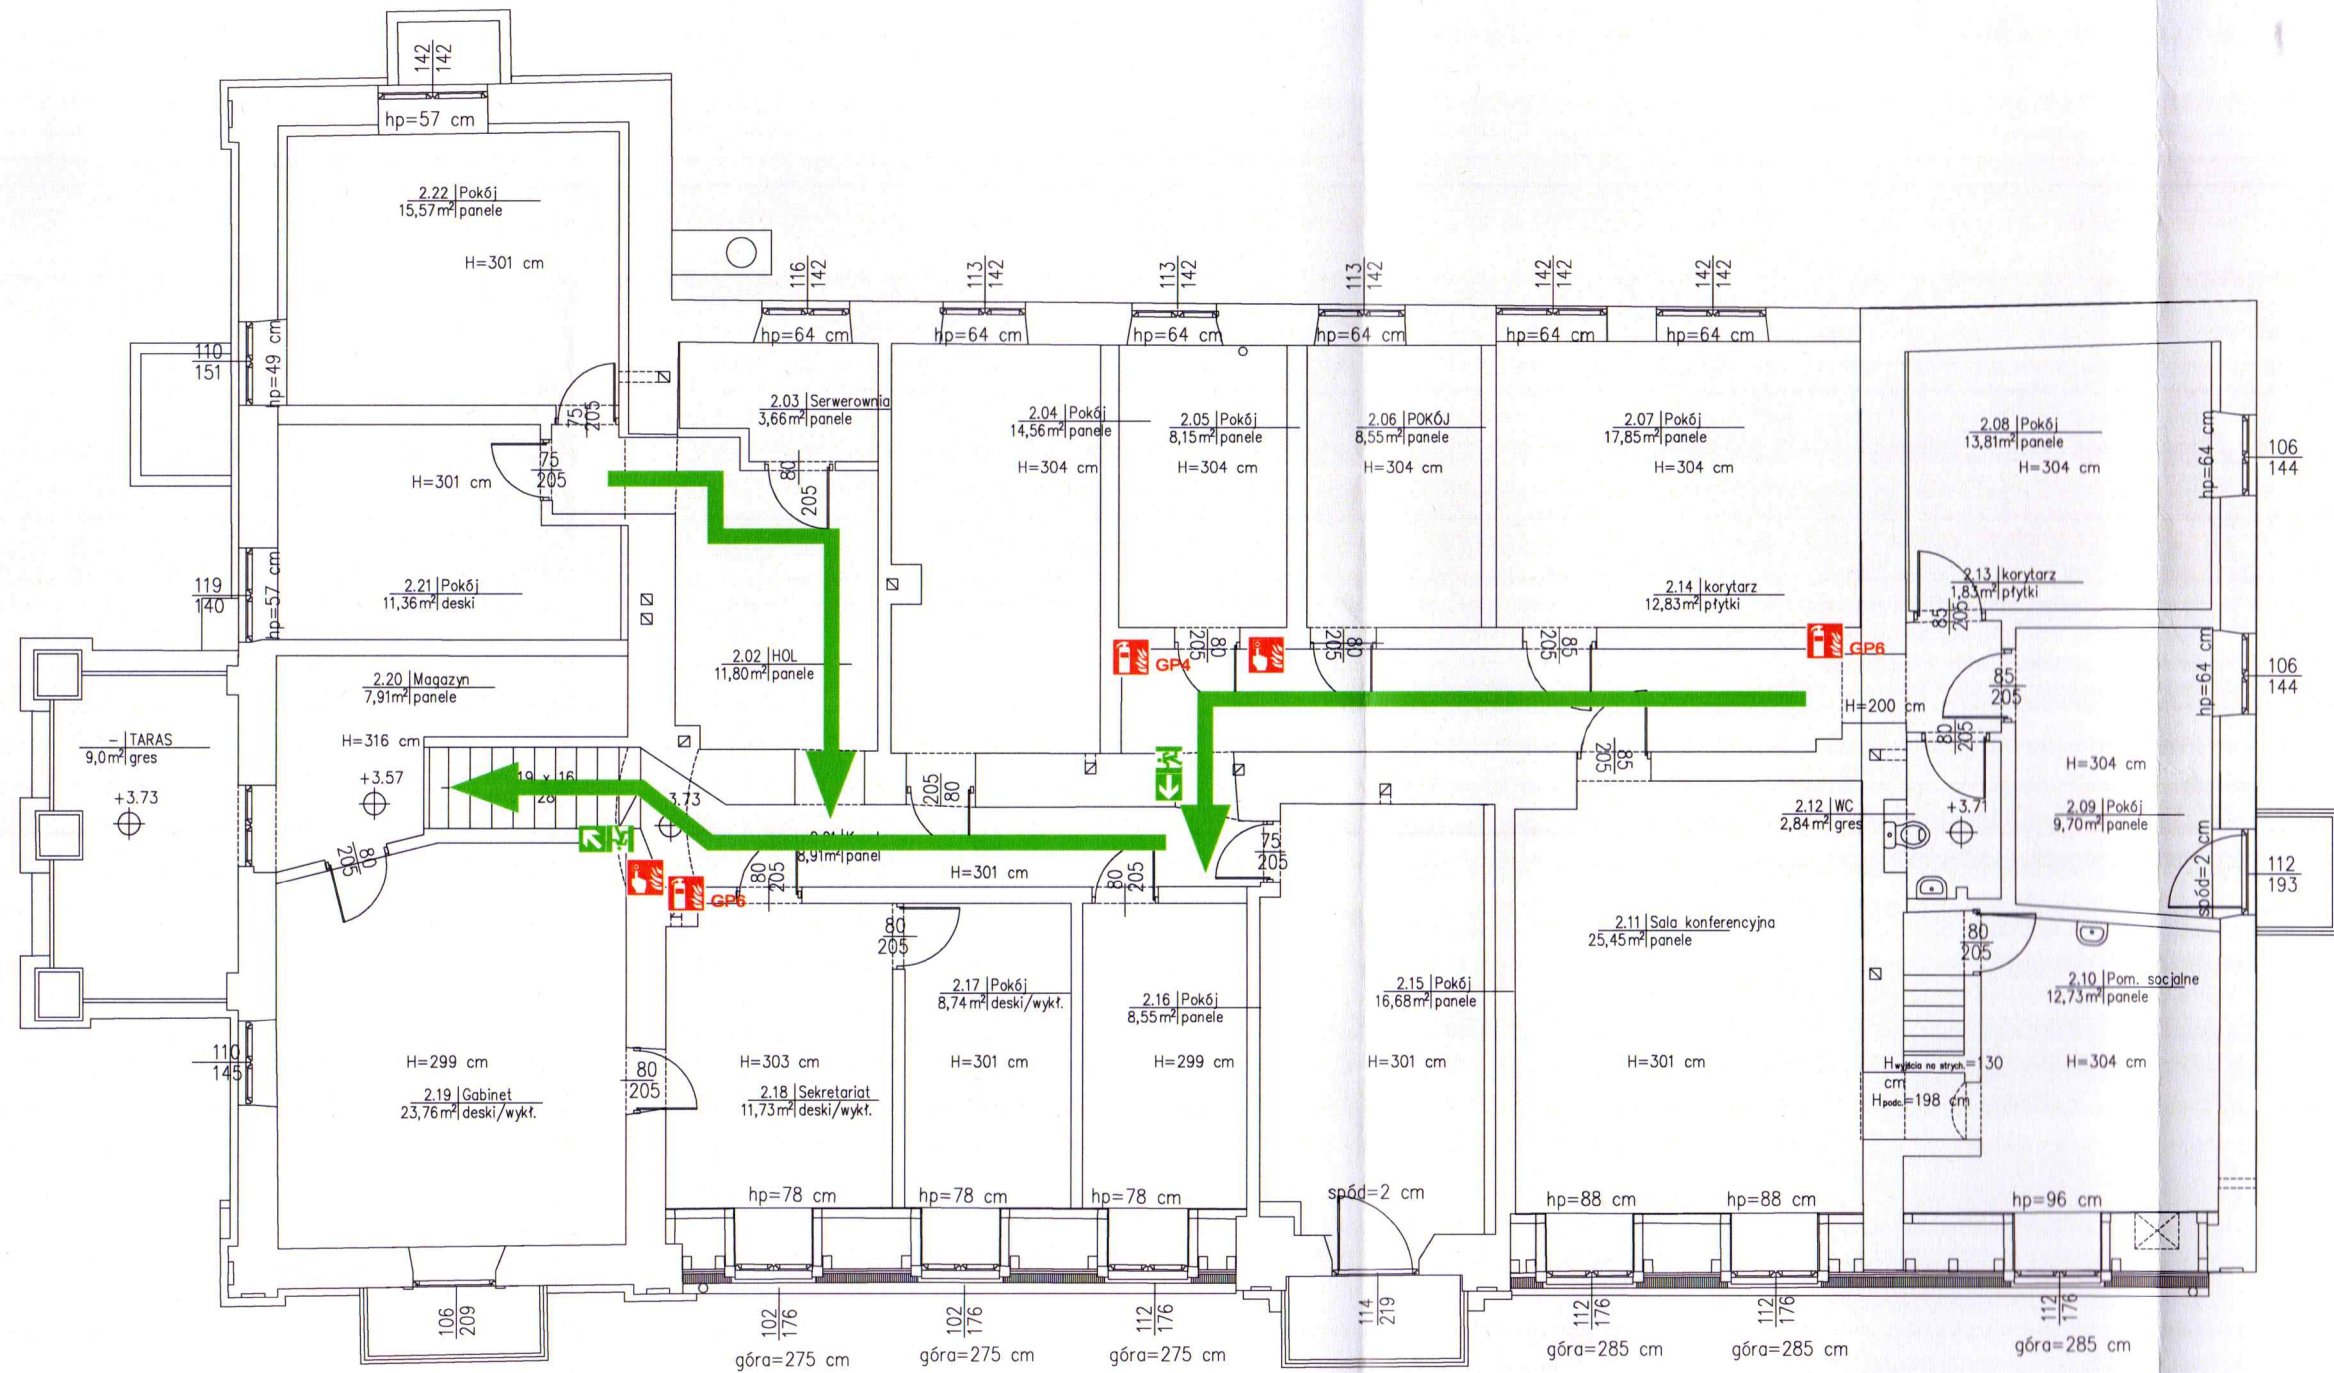 142
142
hp=57 cm
2.22 Pokój
15,57m² panele
H=301 cm
110
151
hp=49 cm
75
205
75
205
H=301 cm
2.21 Pokój
11,36m² deski
119
140
hp=57 cm
116
142
hp=64 cm
113
142
hp=64 cm
113
142
hp=64 cm
113
142
hp=64 cm
142
142
hp=64 cm
142
142
hp=64 cm
2.03 Serwerownia
3,66m² panele
80
205
2.04 Pokój
14,56m² panele
H=304 cm
2.05 Pokój
8,15m² panele
H=304 cm
2.06 POKÓJ
8,55m² panele
H=304 cm
2.07 Pokój
17,85m² panele
H=304 cm
2.08 Pokój
13,81m² panele
H=304 cm
hp=64 cm
106
144
2.13 korytarz
1,83m² płytki
85
205
2.14 korytarz
12,83m² płytki
2.02 HOL
11,80m² panele
GP4
80
205
80
205
85
205
GP6
H=200 cm
85
205
80
205
hp=64 cm
106
144
2.20 Magazyn
7,91m² panele
H=316 cm
+3.57
- TARAS
9,0m² gres
+3.73
19 x 16
28
3.73
205
80
85
205
H=304 cm
2.12 WC
2,84m² gres
+3.71
2.09 Pokój
9,70m² panele
spód=2 cm
112
193
80
205
8,91m² panel
H=301 cm
75
205
80
205
80
205
GP6
80
205
2.11 Sala konferencyjna
25,45m² panele
80
205
2.17 Pokój
8,74m² deski/wykł.
2.16 Pokój
8,55m² panele
2.15 Pokój
16,68m² panele
2.10 Pom. socjalne
12,73m² panele
110
145
H=299 cm
80
205
H=303 cm
H=301 cm
H=299 cm
H=301 cm
H=301 cm
Hwyjścia na strych.=130
cm
Hpodc.=198 cm
H=304 cm
2.19 Gabinet
23,76m² deski/wykł.
2.18 Sekretariat
11,73m² deski/wykł.
hp=78 cm
hp=78 cm
hp=78 cm
spód=2 cm
hp=88 cm
hp=88 cm
hp=96 cm
106
209
102
176
góra=275 cm
102
176
góra=275 cm
112
176
góra=275 cm
114
219
112
176
góra=285 cm
112
176
góra=285 cm
112
176
góra=285 cm